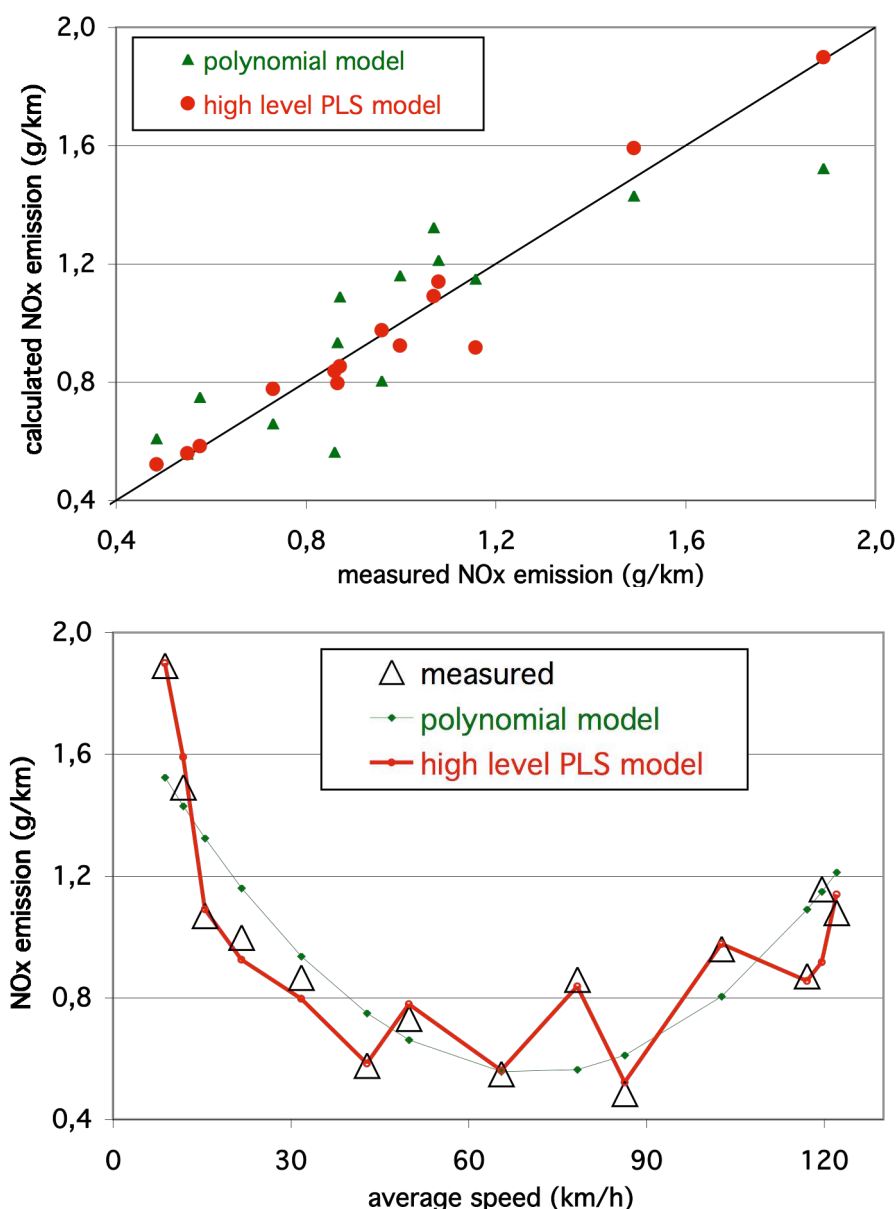 2,0
polynomial model
high level PLS model
1,6
1,2
0,8
0,4
calculated NOx emission (g/km)
0,4 0,8 1,2 1,6 2,0
measured NOx emission (g/km)
2,0
measured
polynomial model
high level PLS model
1,6
1,2
0,8
0,4
NOx emission (g/km)
0 30 60 90 120
average speed (km/h)